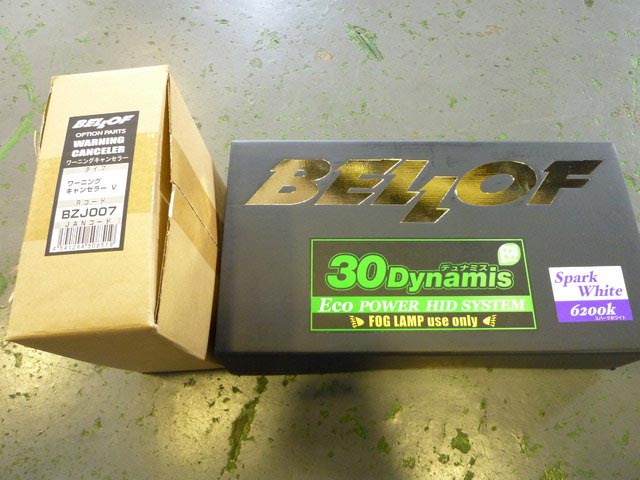 BELLOF
OPTION PARTS
WARNING
CANCELER
ワーニングキャンセラー
タイプ
ワーニング
キャンセラー V
Rコード
BZJ007
JANコード
BELLOF
デュナミス
30Dynamis
Eco POWER HID SYSTEM
FOG LAMP use only
Spark
White
6200k
スパークホワイト